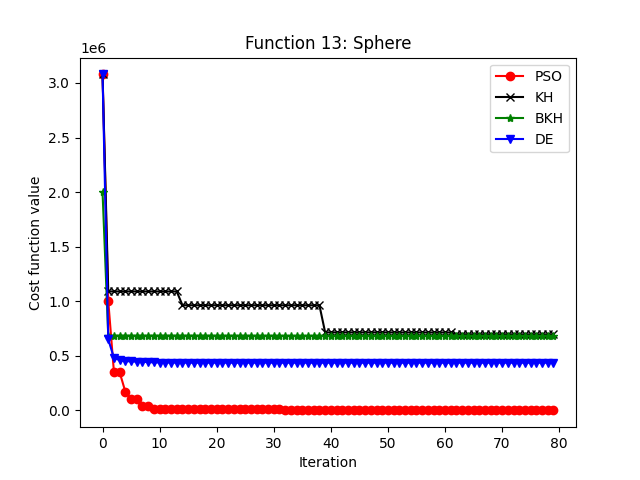 Function 13: Sphere
1e6
3.0
2.5
2.0
1.5
1.0
0.5
0.0
Cost function value
0 10 20 30 40 50 60 70 80
Iteration
PSO
KH
BKH
DE